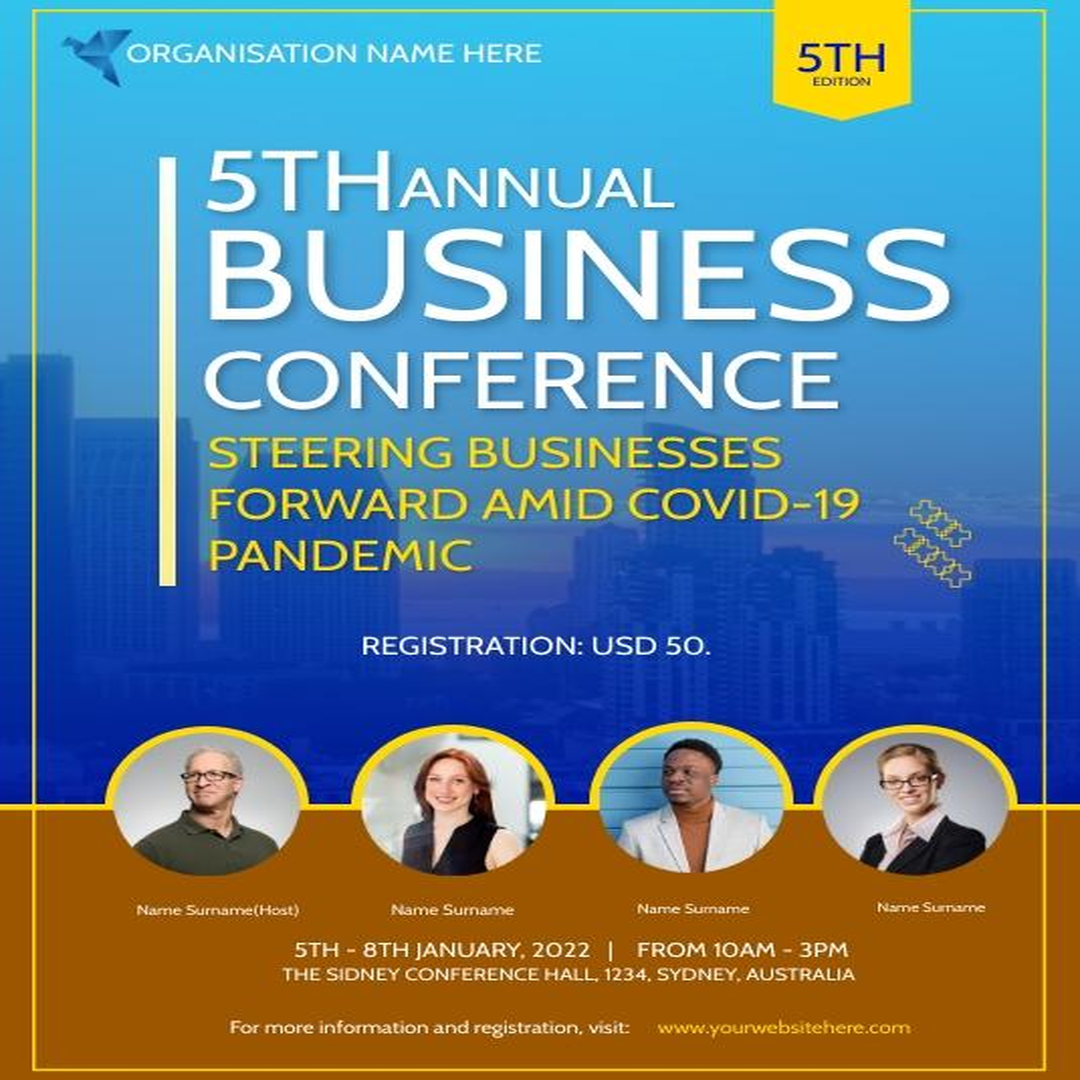 ORGANISATION NAME HERE
5TH
EDITION
5TH ANNUAL
BUSINESS
CONFERENCE
STEERING BUSINESSES
FORWARD AMID COVID-19
PANDEMIC
REGISTRATION: USD 50.
Name Surname(Host)
Name Surname
Name Surname
Name Surname
5TH - 8TH JANUARY, 2022 | FROM 10AM - 3PM
THE SIDNEY CONFERENCE HALL, 1234, SYDNEY, AUSTRALIA
For more information and registration, visit: www.yourwebsitehere.com